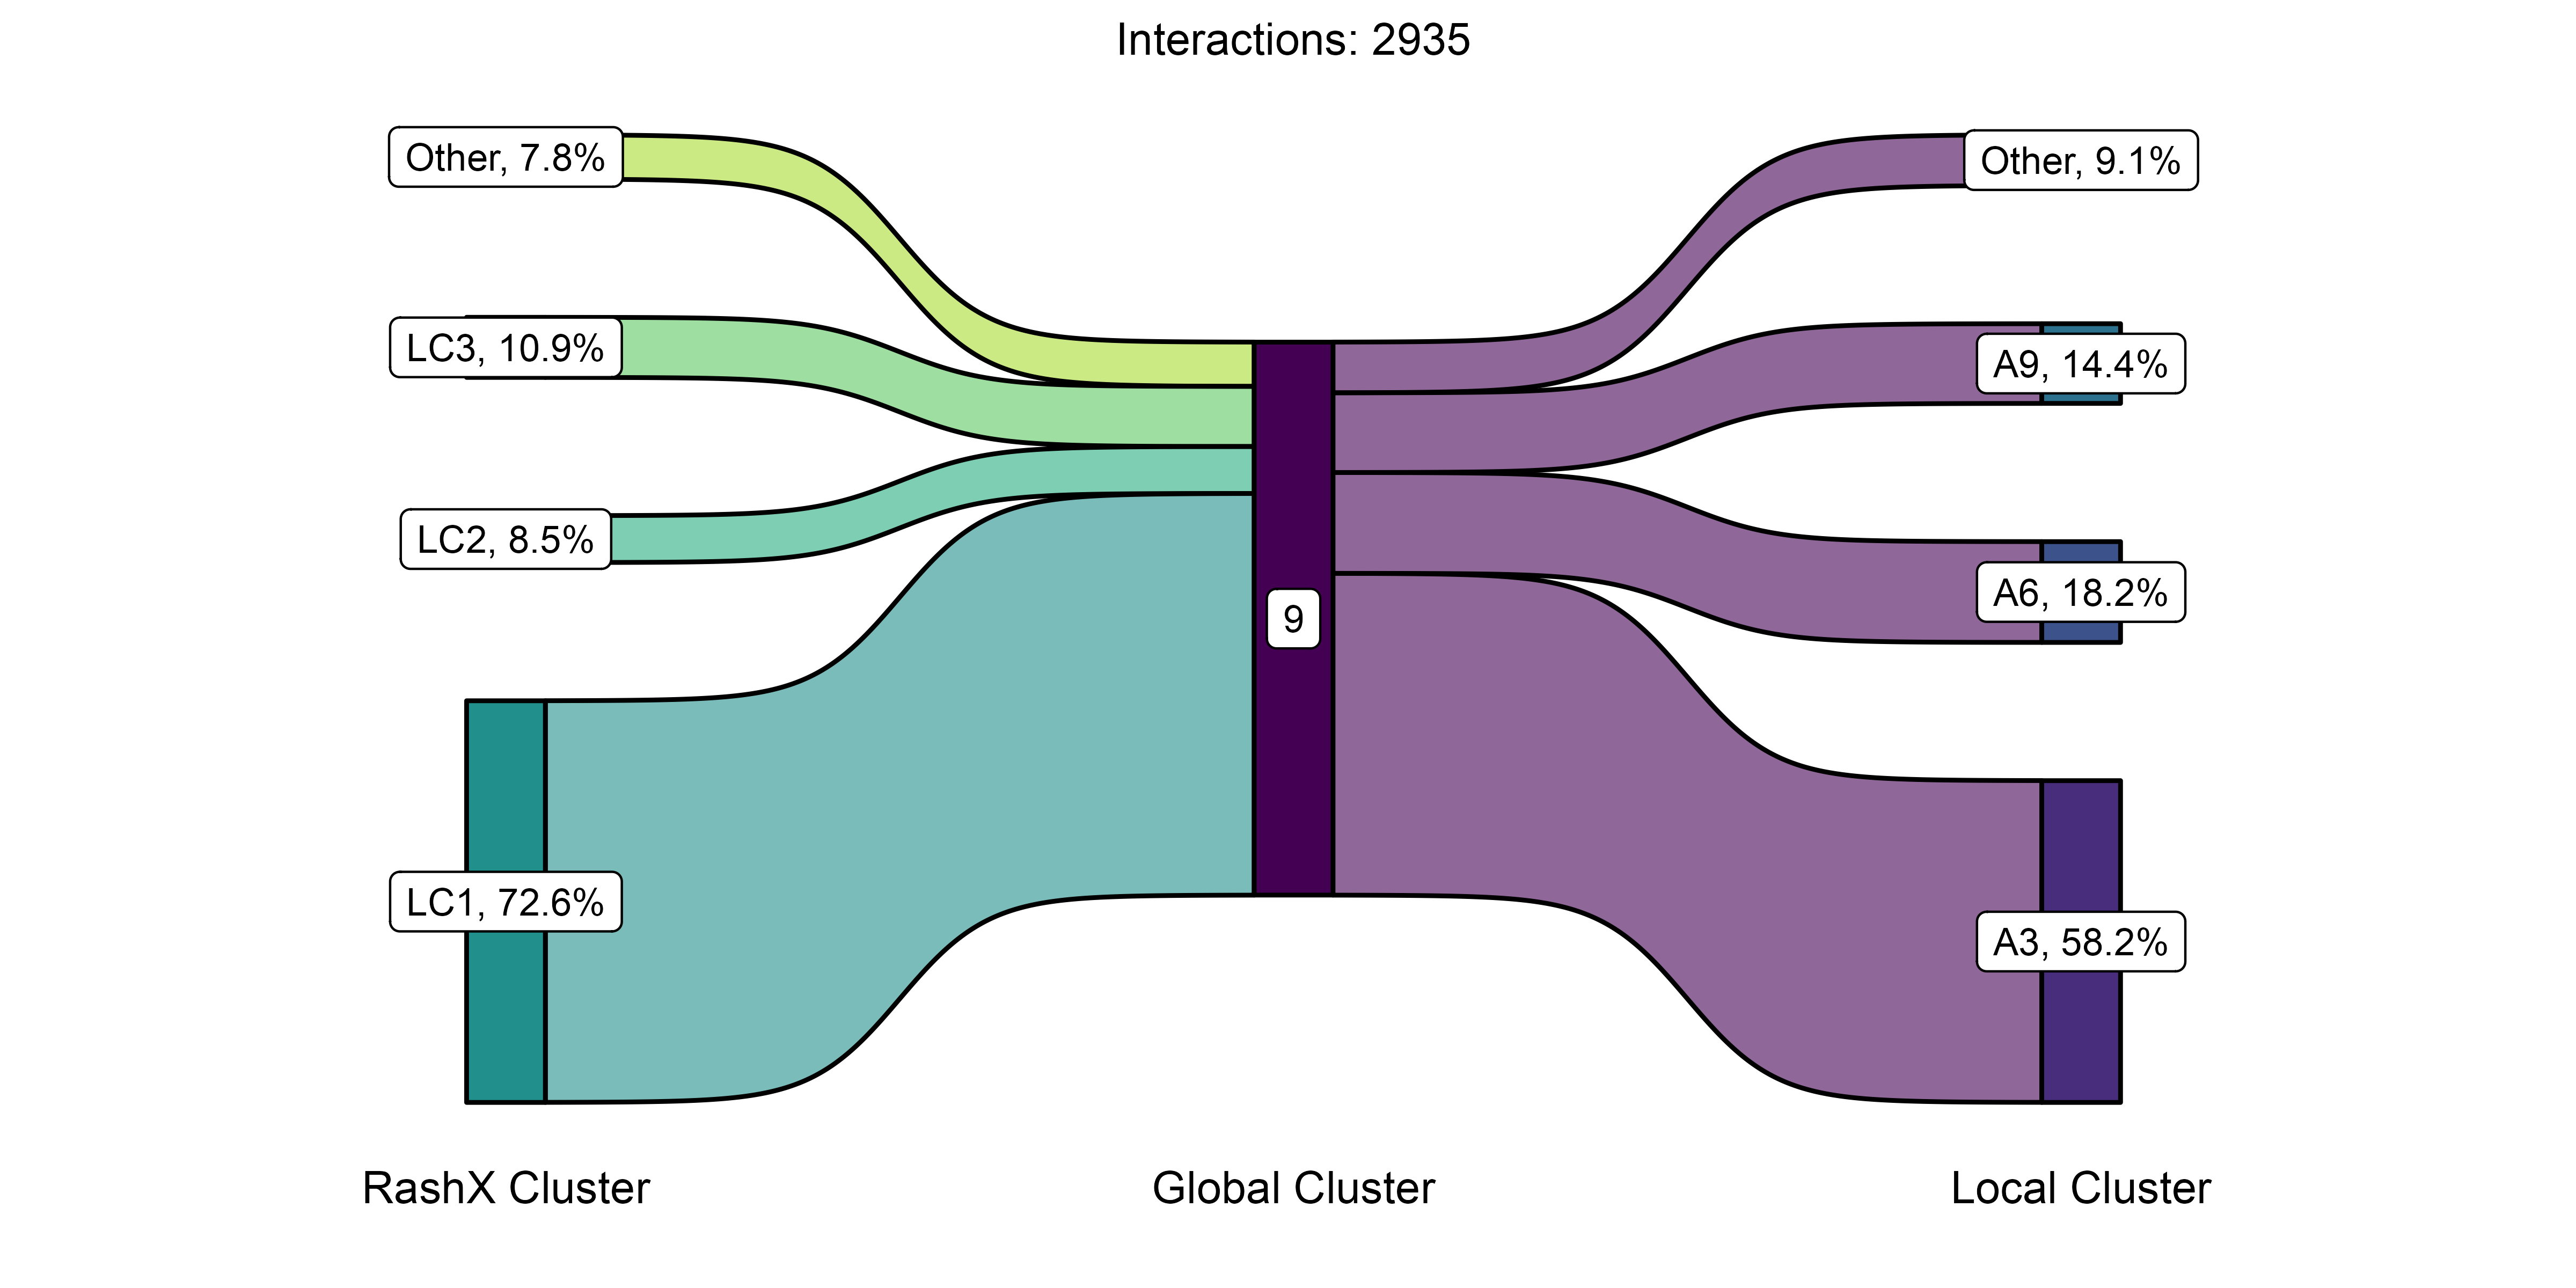 Interactions: 2935
Other, 7.8%
LC3, 10.9%
LC2, 8.5%
LC1, 72.6%
9
Other, 9.1%
A9, 14.4%
A6, 18.2%
A3, 58.2%
RashX Cluster
Global Cluster
Local Cluster